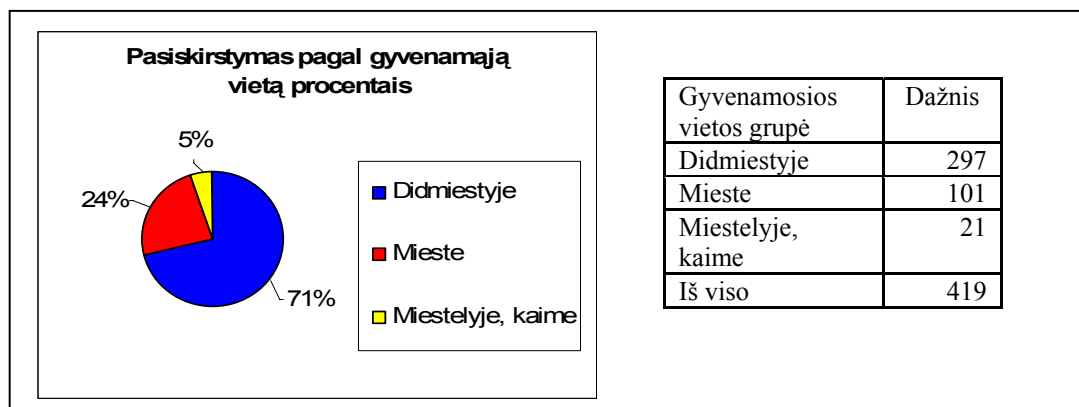 Pasiskirstymas pagal gyvenamąją
vietą procentais
5%
24%
71%
Didmiestyje
Mieste
Miestelyje, kaime
Gyvenamosios
vietos grupė
Dažnis
Didmiestyje 297
Mieste 101
Miestelyje,
kaime
21
Iš viso 419